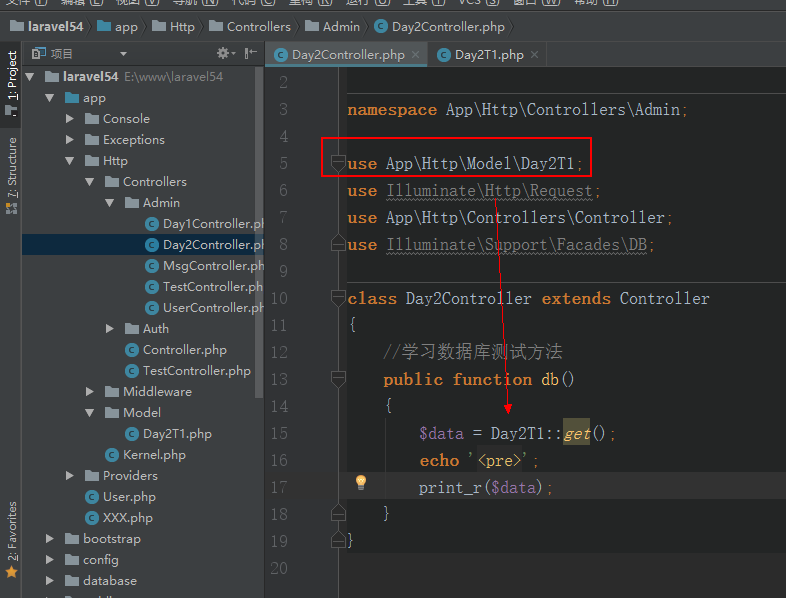 laravel54 app Http Controllers Admin Day2Controller.php
1: Project
7: Structure
2: Favorites
项目
laravel54 E:\www\laravel54
app
Console
Exceptions
Http
Controllers
Admin
Day1Controller.ph
Day2Controller.ph
MsgController.ph
TestController.ph
UserController.ph
Auth
Controller.php
TestController.php
Middleware
Model
Day2T1.php
Kernel.php
Providers
User.php
XXX.php
bootstrap
config
database
Day2Controller.php Day2T1.php
2
3 namespace App\Http\Controllers\Admin;
4
5 use App\Http\Model\Day2T1;
6 use Illuminate\Http\Request;
7 use App\Http\Controllers\Controller;
8 use Illuminate\Support\Facades\DB;
9
10 class Day2Controller extends Controller
11 {
12 //学习数据库测试方法
13 public function db()
14 {
15 $data = Day2T1::get();
16 echo '<pre>';
17 print_r($data);
18 }
19 }
20